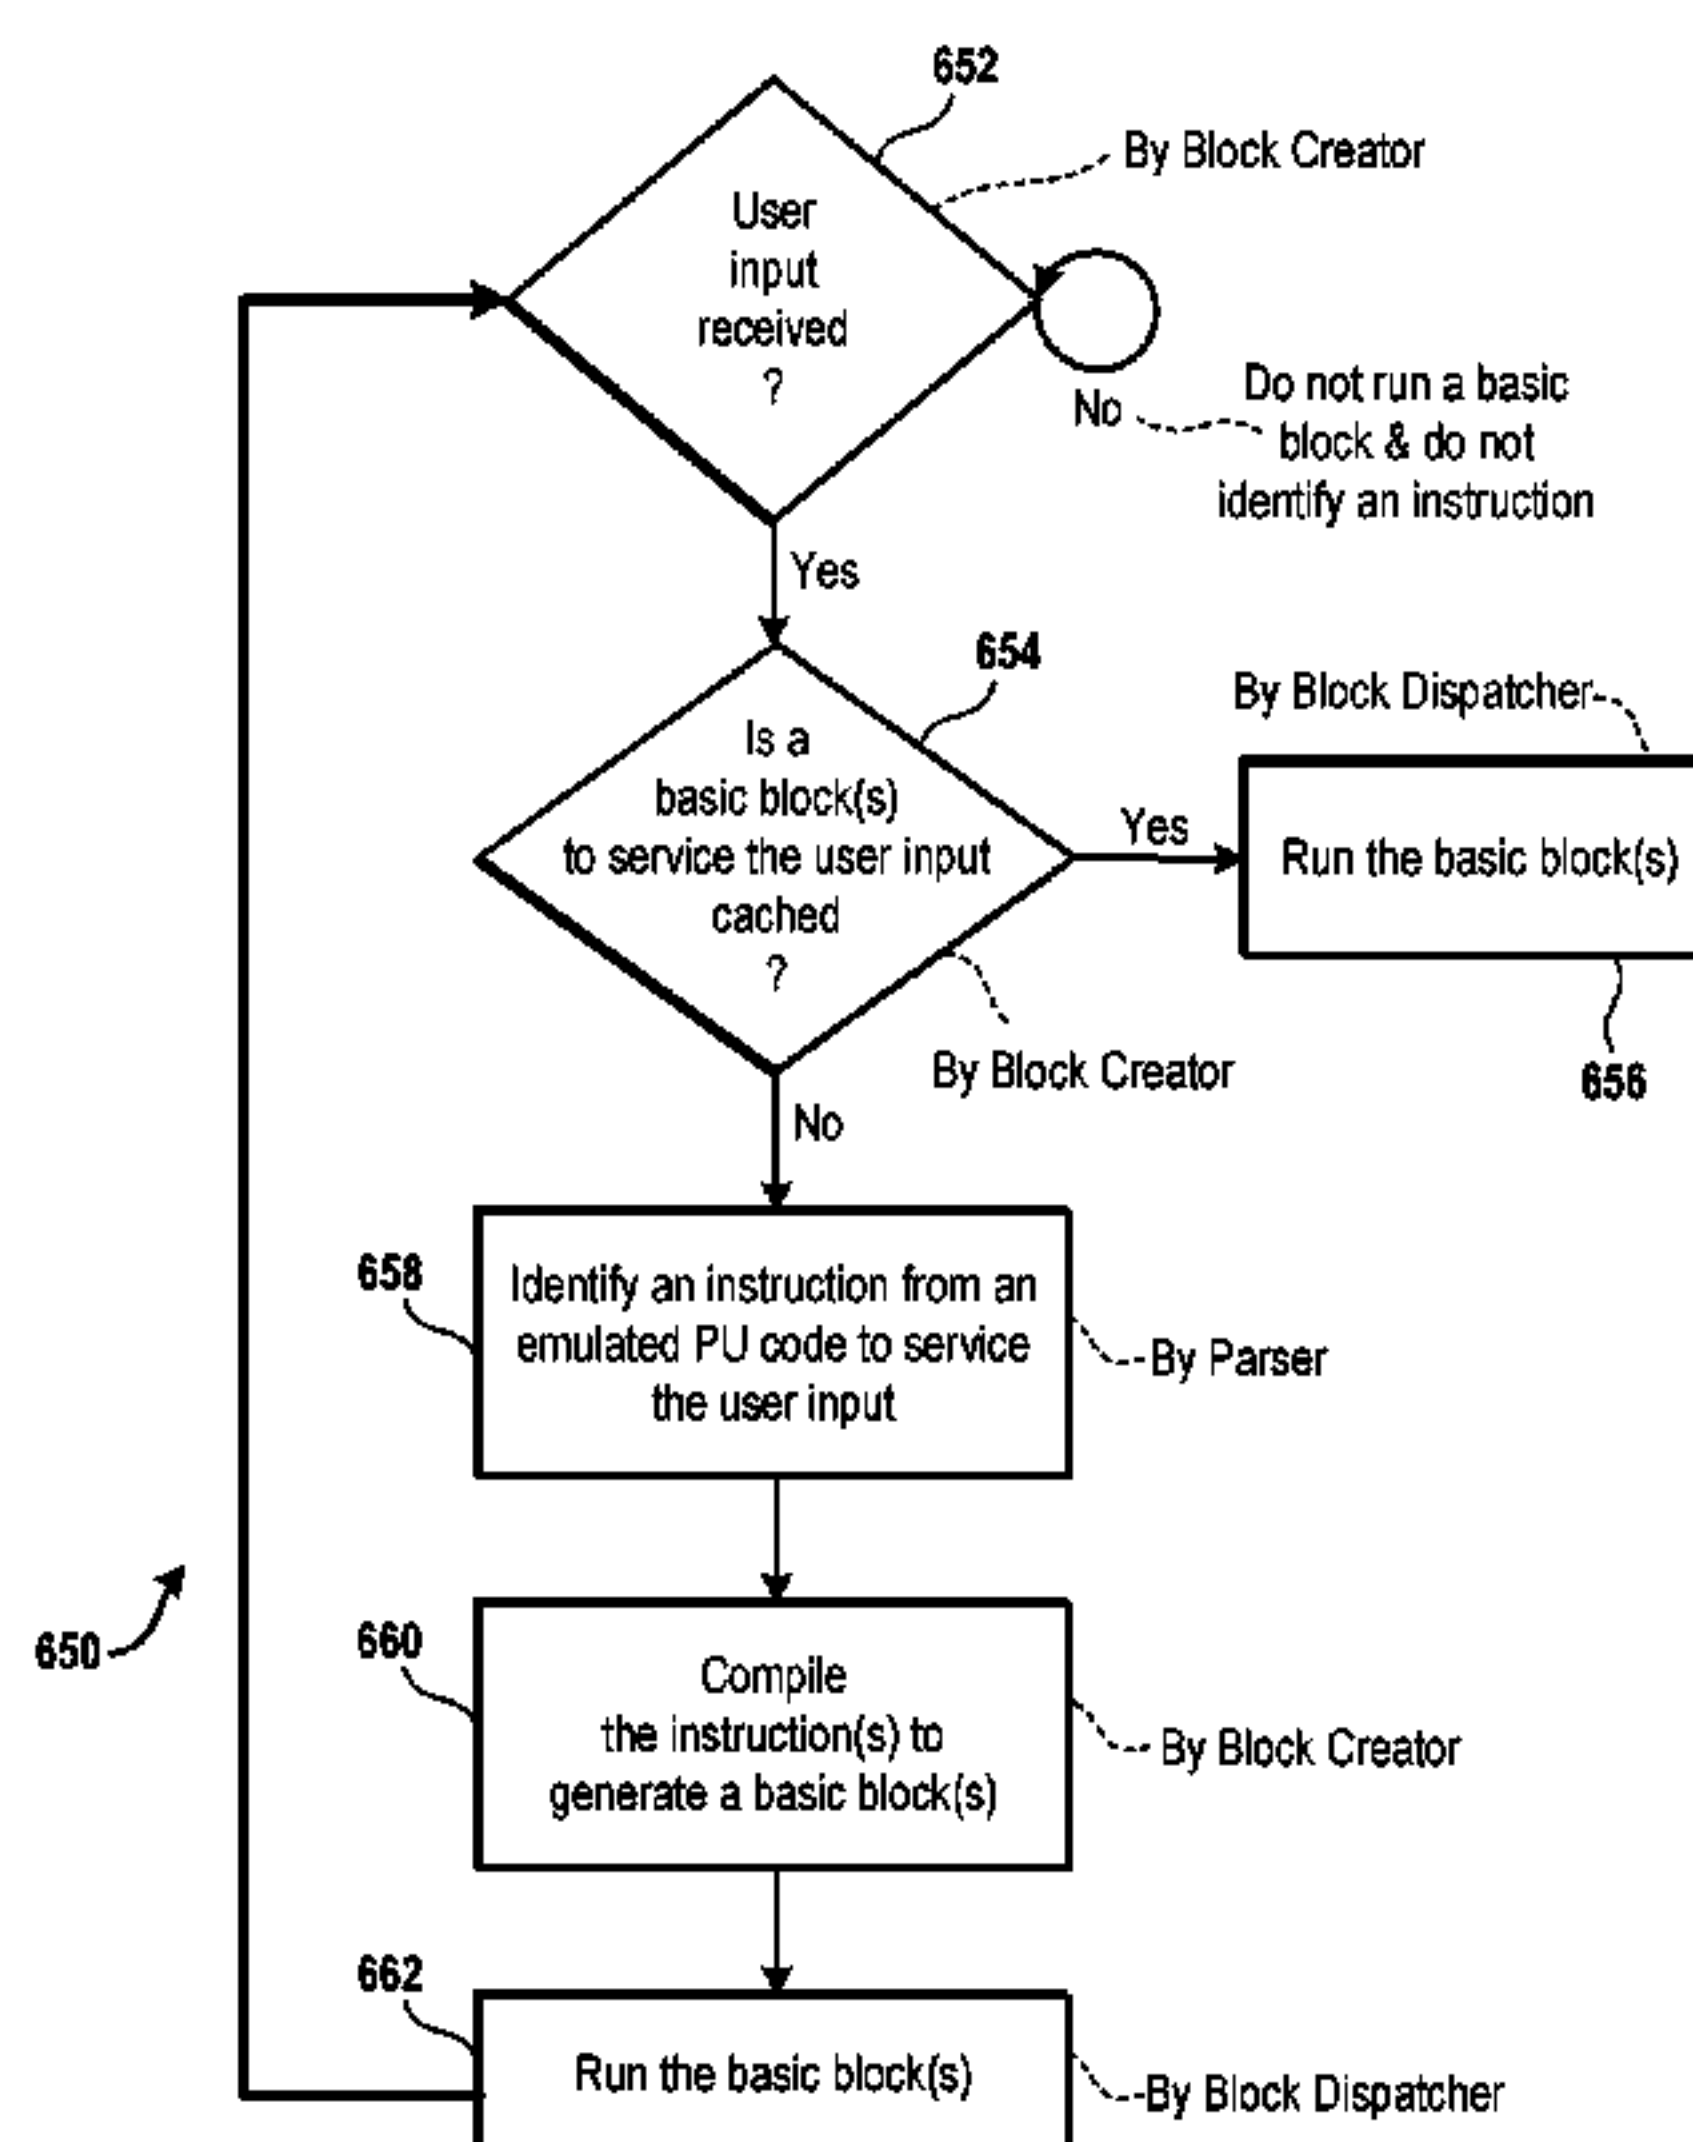 652
By Block Creator
User
input
received
?
No
Do not run a basic
block & do not
identify an instruction
Yes
654
By Block Dispatcher
Is a
basic block(s)
to service the user input
cached
?
Yes
Run the basic block(s)
By Block Creator
656
No
658
Identify an instruction from an
emulated PU code to service
the user input
By Parser
650
660
Compile
the instruction(s) to
generate a basic block(s)
By Block Creator
662
Run the basic block(s)
By Block Dispatcher